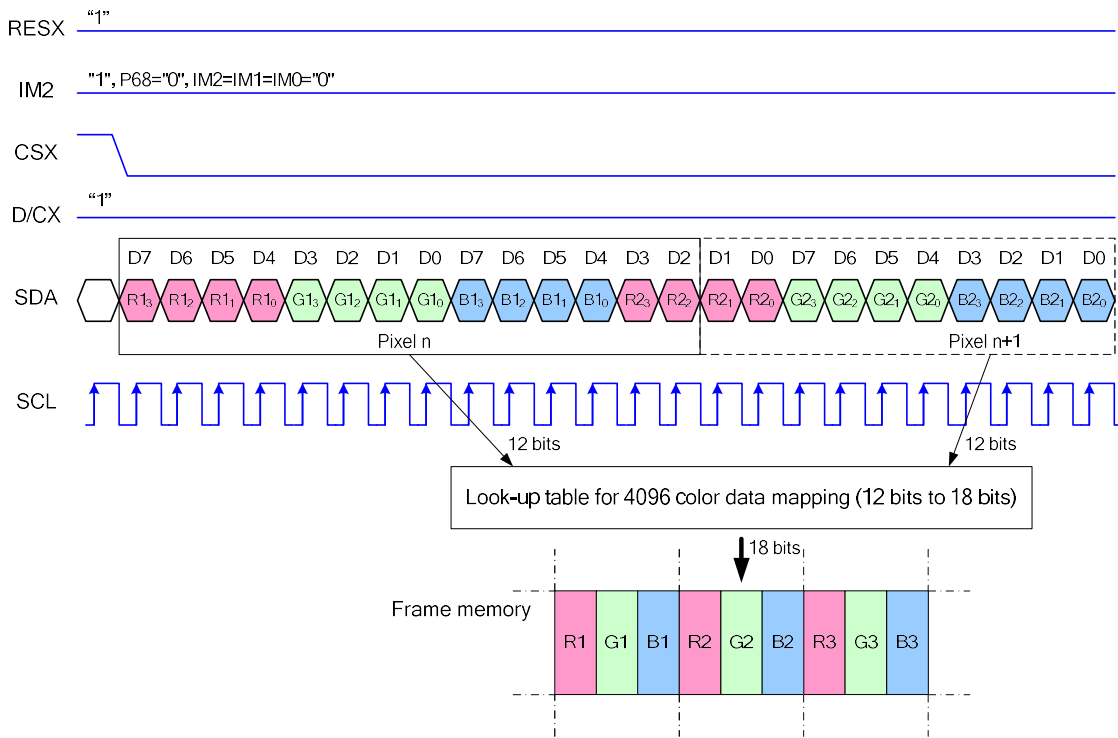 RESX “1”
IM2 "1", P68="0", IM2=IM1=IM0="0"
CSX
D/CX “1”
D7 D6 D5 D4 D3 D2 D1 D0 D7 D6 D5 D4 D3 D2 D1 D0 D7 D6 D5 D4 D3 D2 D1 D0
SDA R1₃ R1₂ R1₁ R1₀ G1₃ G1₂ G1₁ G1₀ B1₃ B1₂ B1₁ B1₀ R2₃ R2₂ R2₁ R2₀ G2₃ G2₂ G2₁ G2₀ B2₃ B2₂ B2₁ B2₀
Pixel n Pixel n+1
SCL
12 bits 12 bits
Look-up table for 4096 color data mapping (12 bits to 18 bits)
18 bits
Frame memory
R1 G1 B1 R2 G2 B2 R3 G3 B3